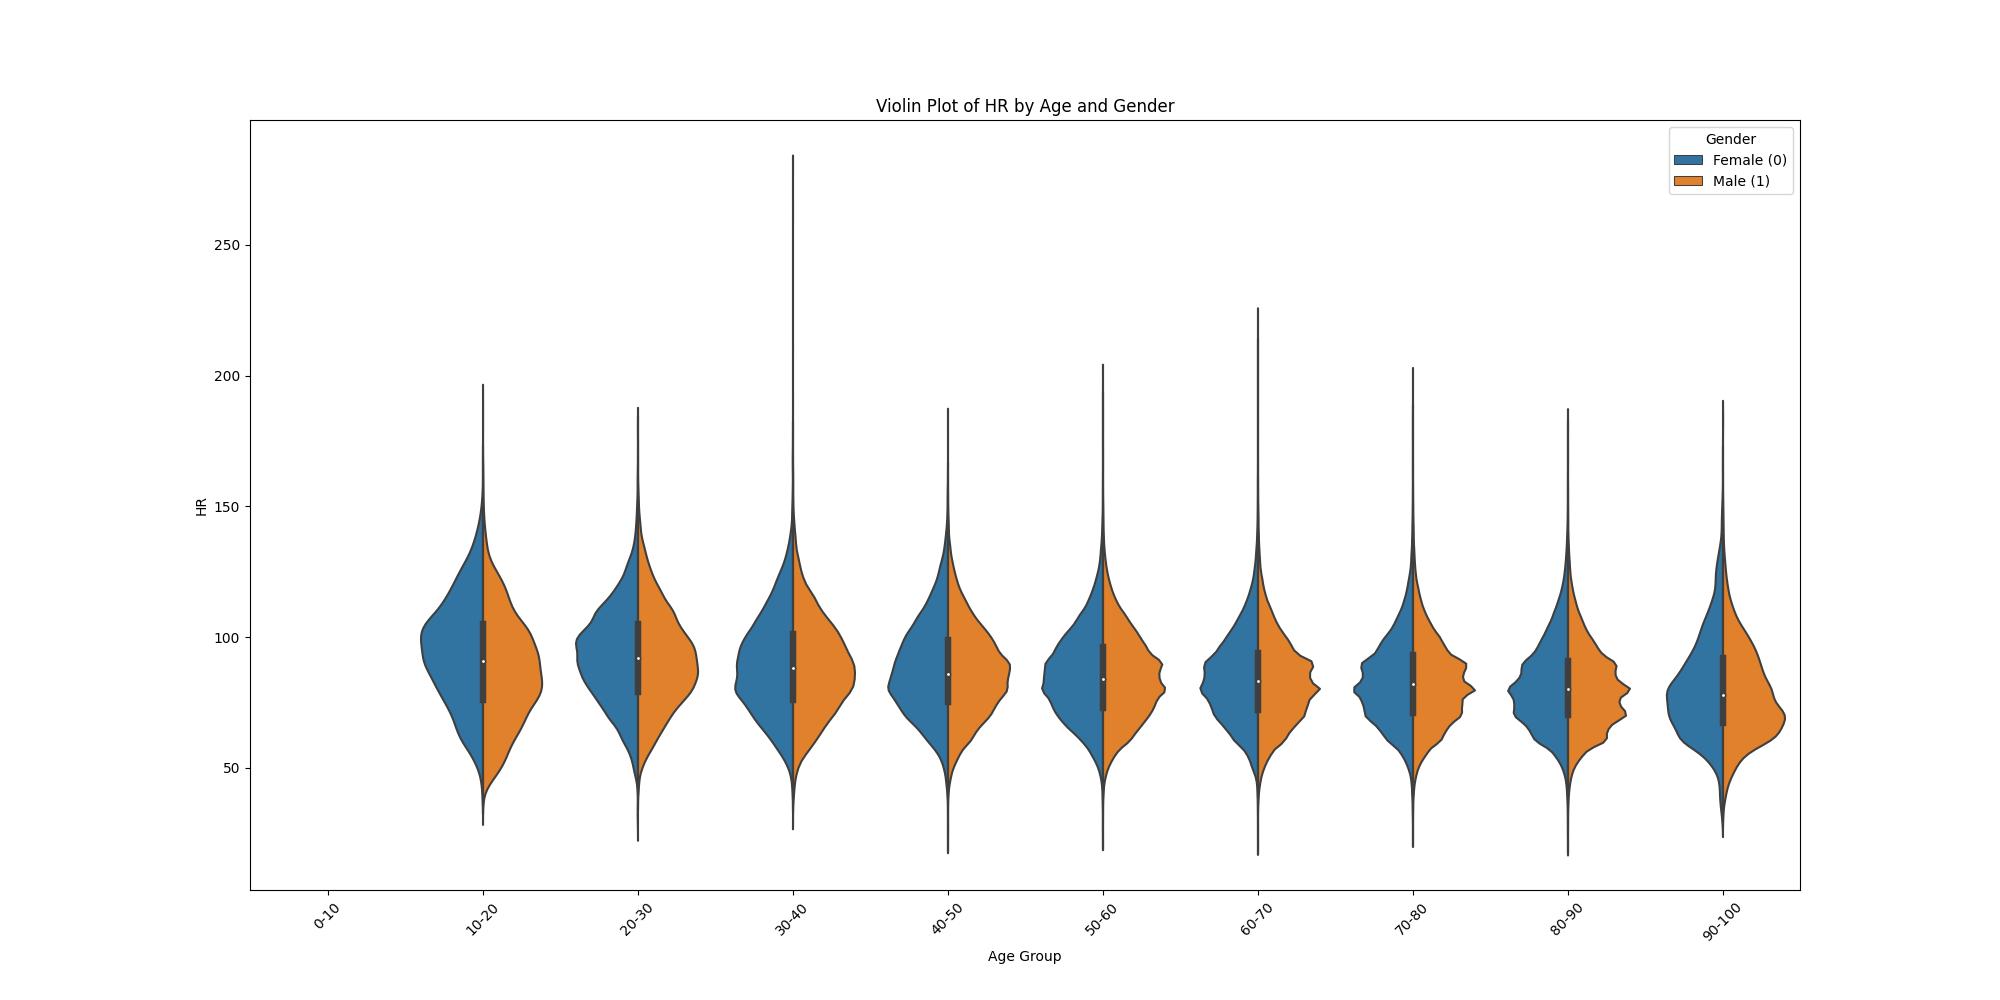 Violin Plot of HR by Age and Gender
Gender
Female (0)
Male (1)
250
200
150
100
50
HR
0-10
10-20
20-30
30-40
40-50
50-60
60-70
70-80
80-90
90-100
Age Group